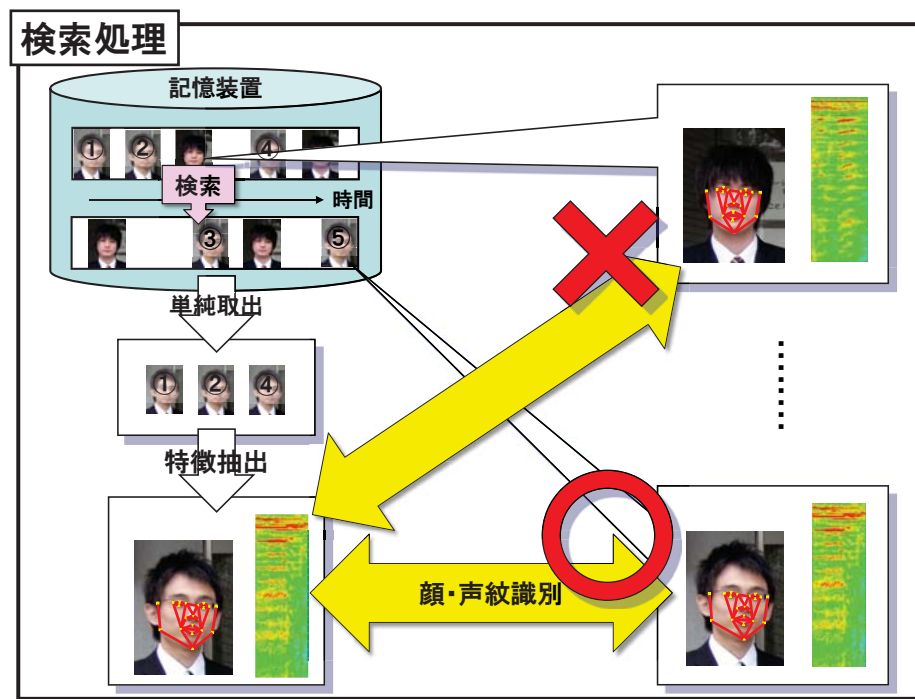 検索処理
記憶装置
① ② ④
検索
時間
③ ⑤
単純取出
① ② ④
特徴抽出
顔・声紋識別